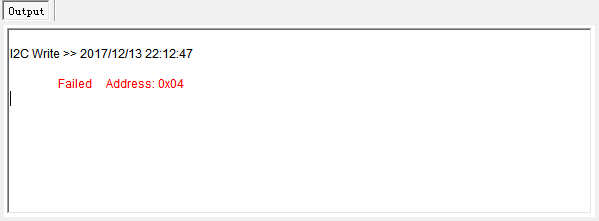 Output
I2C Write >> 2017/12/13 22:12:47
Failed Address: 0x04